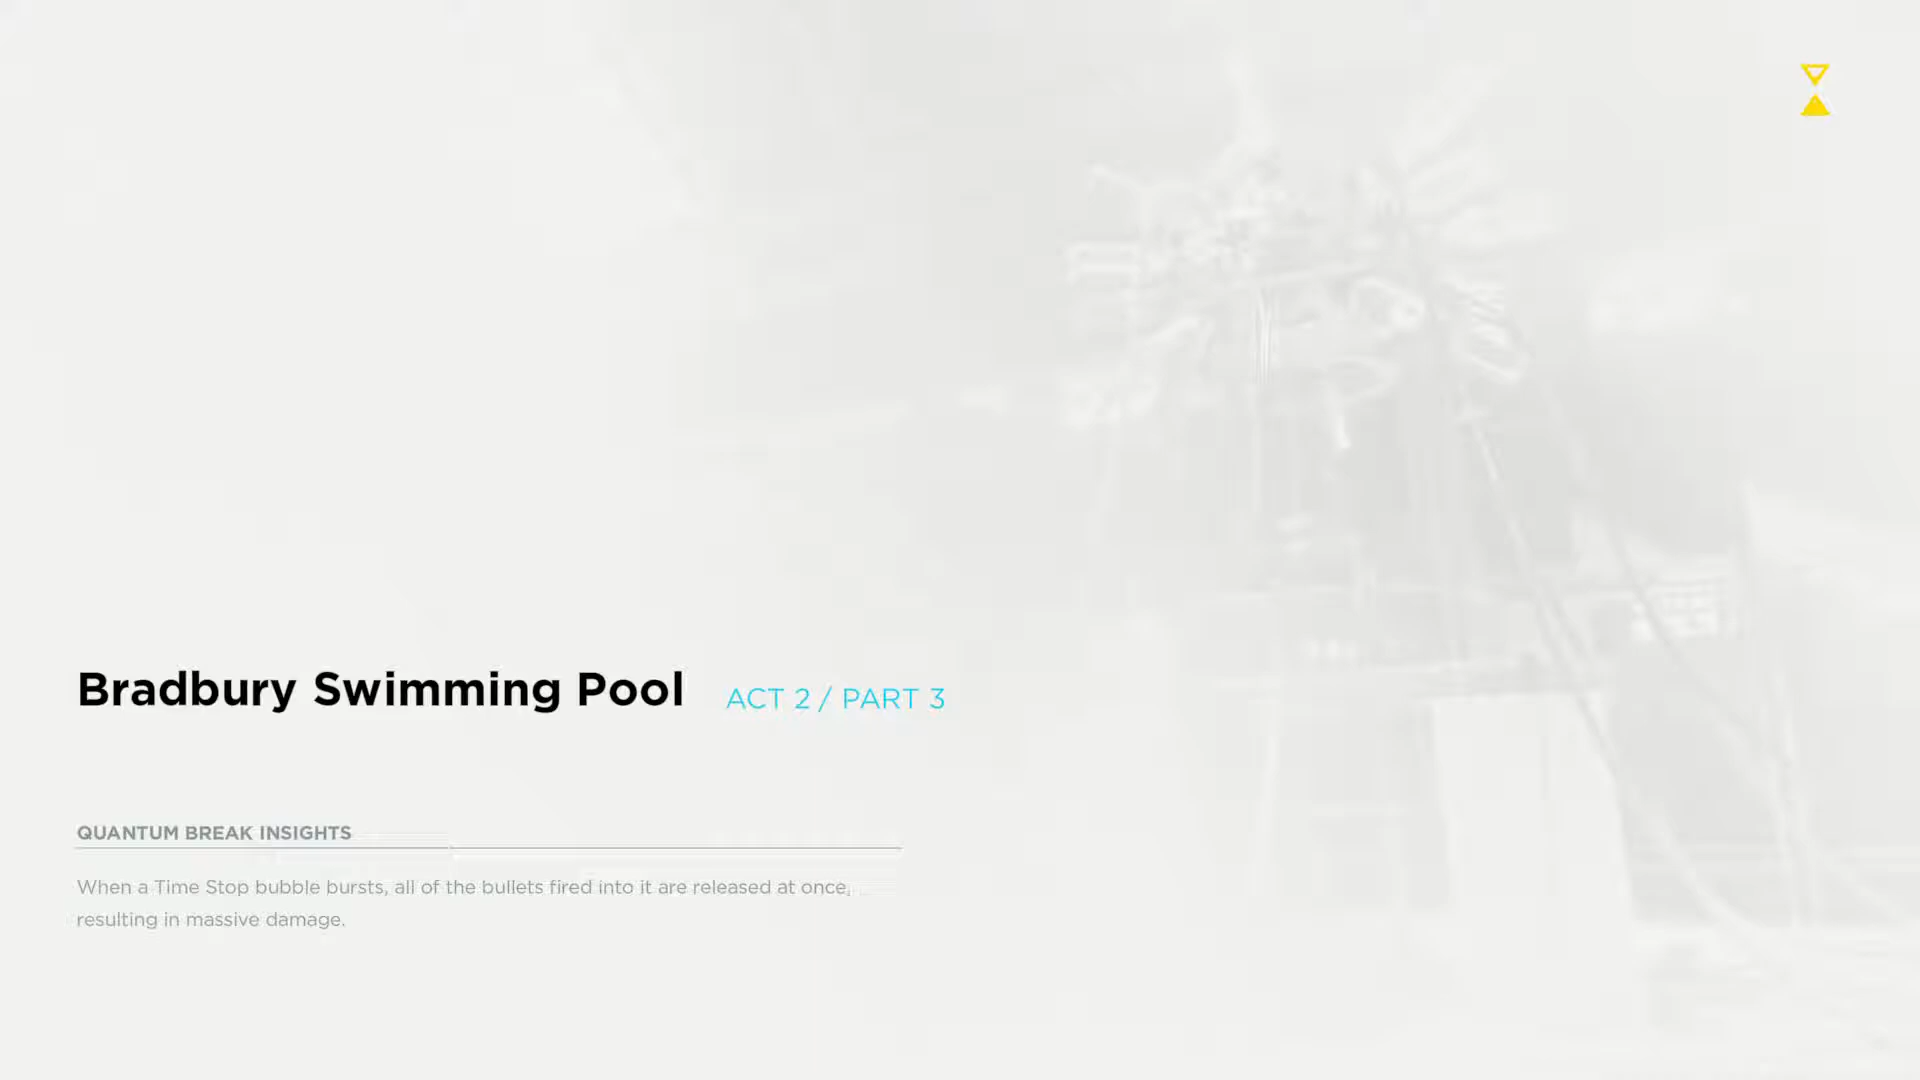 Bradbury Swimming Pool ACT 2 / PART 3
QUANTUM BREAK INSIGHTS
When a Time Stop bubble bursts, all of the bullets fired into it are released at once,
resulting in massive damage.